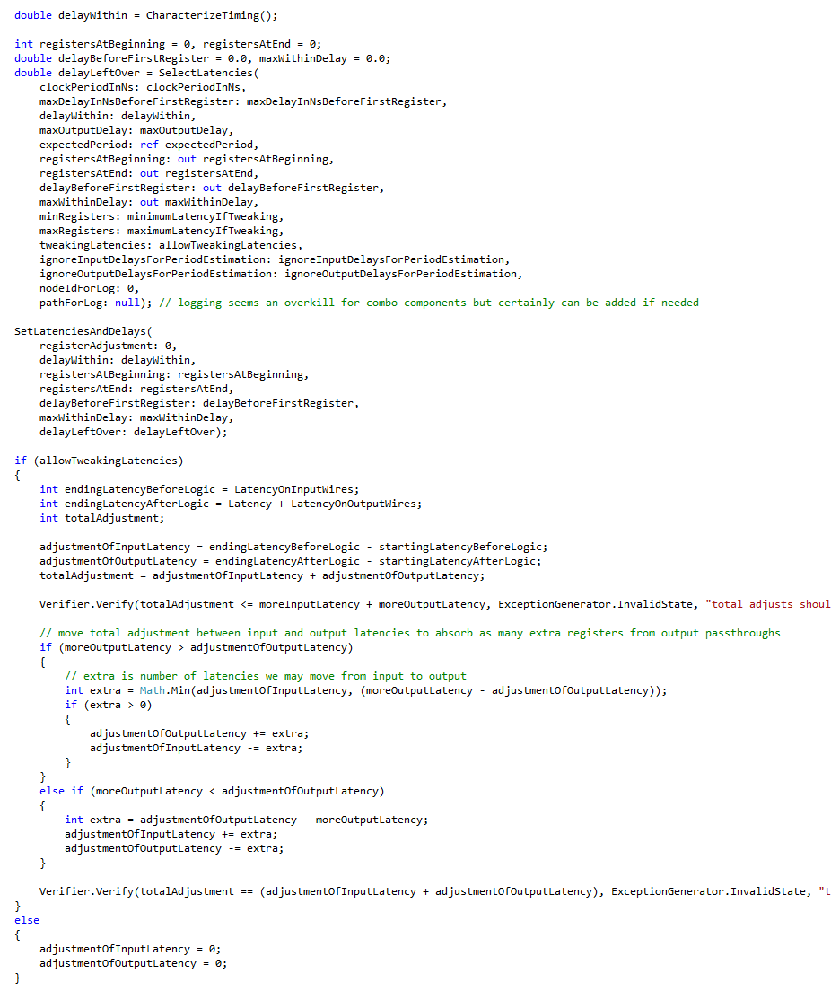 double delayWithin = CharacterizeTiming();
int registersAtBeginning = 0, registersAtEnd = 0;
double delayBeforeFirstRegister = 0.0, maxWithinDelay = 0.0;
double delayLeftOver = SelectLatencies(
clockPeriodInNs: clockPeriodInNs,
maxDelayInNsBeforeFirstRegister: maxDelayInNsBeforeFirstRegister,
delayWithin: delayWithin,
maxOutputDelay: maxOutputDelay,
expectedPeriod: ref expectedPeriod,
registersAtBeginning: out registersAtBeginning,
registersAtEnd: out registersAtEnd,
delayBeforeFirstRegister: out delayBeforeFirstRegister,
maxWithinDelay: out maxWithinDelay,
minRegisters: minimumLatencyIfTweaking,
maxRegisters: maximumLatencyIfTweaking,
tweakingLatencies: allowTweakingLatencies,
ignoreInputDelaysForPeriodEstimation: ignoreInputDelaysForPeriodEstimation,
ignoreOutputDelaysForPeriodEstimation: ignoreOutputDelaysForPeriodEstimation,
nodeIdForLog: 0,
pathForLog: null); // logging seems an overkill for combo components but certainly can be added if needed
SetLatenciesAndDelays(
registerAdjustment: 0,
delayWithin: delayWithin,
registersAtBeginning: registersAtBeginning,
registersAtEnd: registersAtEnd,
delayBeforeFirstRegister: delayBeforeFirstRegister,
maxWithinDelay: maxWithinDelay,
delayLeftOver: delayLeftOver);
if (allowTweakingLatencies)
{
int endingLatencyBeforeLogic = LatencyOnInputWires;
int endingLatencyAfterLogic = Latency + LatencyOnOutputWires;
int totalAdjustment;
adjustmentOfInputLatency = endingLatencyBeforeLogic - startingLatencyBeforeLogic;
adjustmentOfOutputLatency = endingLatencyAfterLogic - startingLatencyAfterLogic;
totalAdjustment = adjustmentOfInputLatency + adjustmentOfOutputLatency;
Verifier.Verify(totalAdjustment <= moreInputLatency + moreOutputLatency, ExceptionGenerator.InvalidState, "total adjusts shoul
// move total adjustment between input and output latencies to absorb as many extra registers from output passthroughs
if (moreOutputLatency > adjustmentOfOutputLatency)
{
// extra is number of latencies we may move from input to output
int extra = Math.Min(adjustmentOfInputLatency, (moreOutputLatency - adjustmentOfOutputLatency));
if (extra > 0)
{
adjustmentOfOutputLatency += extra;
adjustmentOfInputLatency -= extra;
}
}
else if (moreOutputLatency < adjustmentOfOutputLatency)
{
int extra = adjustmentOfOutputLatency - moreOutputLatency;
adjustmentOfInputLatency += extra;
adjustmentOfOutputLatency -= extra;
}
Verifier.Verify(totalAdjustment == (adjustmentOfInputLatency + adjustmentOfOutputLatency), ExceptionGenerator.InvalidState, "t
}
else
{
adjustmentOfInputLatency = 0;
adjustmentOfOutputLatency = 0;
}